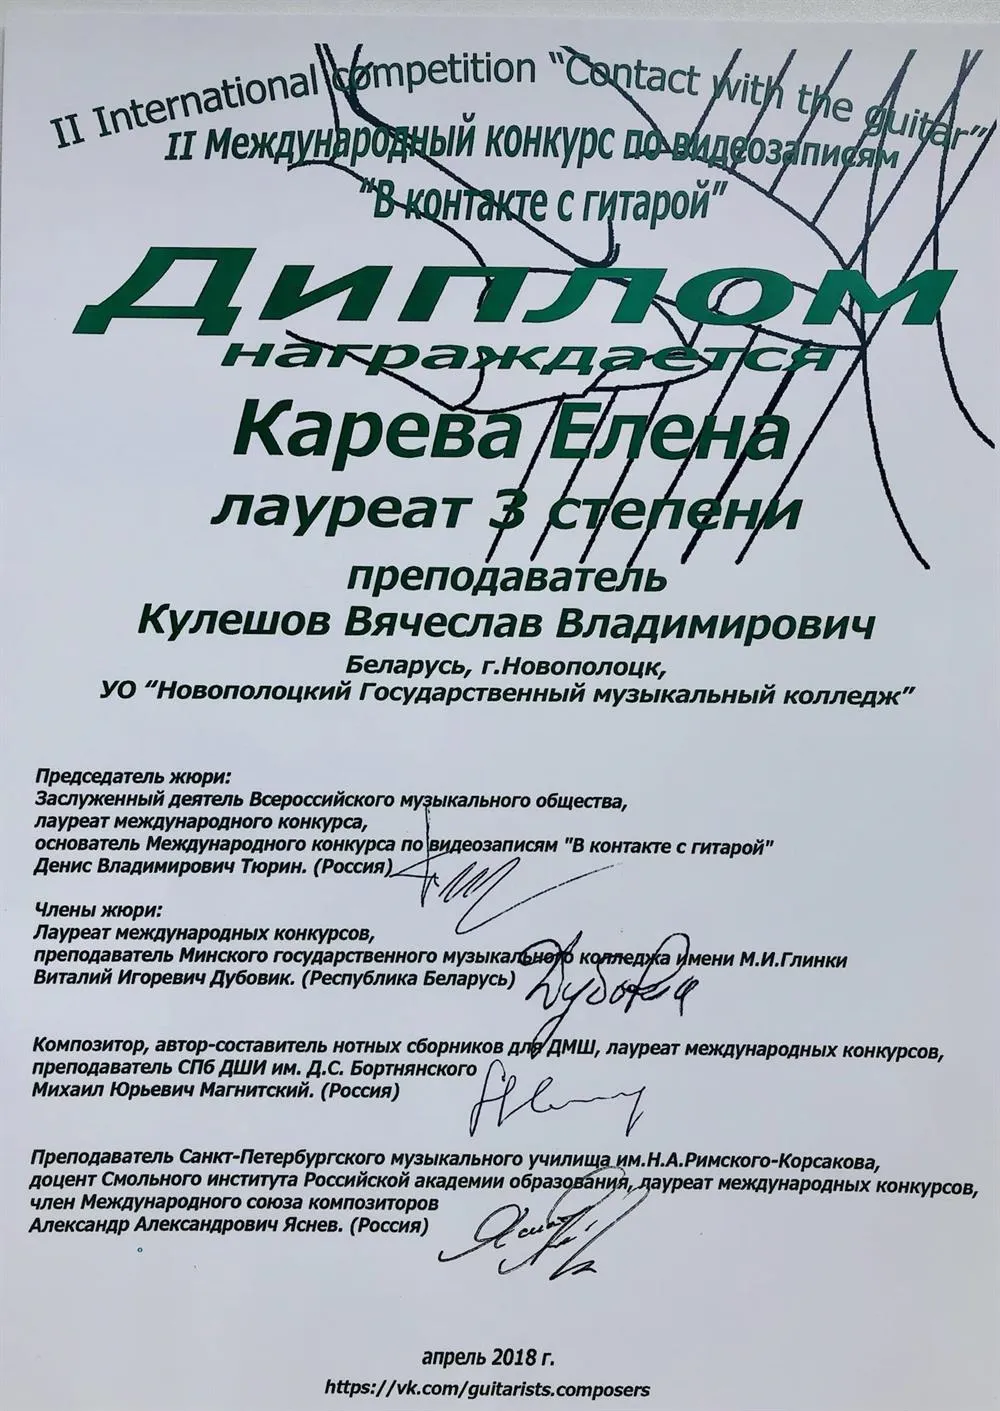 II International competition “Contact with the guitar”
II Международный конкурс по видеозаписям
“В контакте с гитарой”
Диплом
награждается
Карева Елена
лауреат 3 степени
преподаватель
Кулешов Вячеслав Владимирович
Беларусь, г.Новополоцк,
УО “Новополоцкий Государственный музыкальный колледж”
Председатель жюри:
Заслуженный деятель Всероссийского музыкального общества,
лауреат международного конкурса,
основатель Международного конкурса по видеозаписям "В контакте с гитарой"
Денис Владимирович Тюрин. (Россия)
Члены жюри:
Лауреат международных конкурсов,
преподаватель Минского государственного музыкального колледжа имени М.И.Глинки
Виталий Игоревич Дубовик. (Республика Беларусь)
Композитор, автор-составитель нотных сборников для ДМШ, лауреат международных конкурсов,
преподаватель СПб ДШИ им. Д.С. Бортнянского
Михаил Юрьевич Магнитский. (Россия)
Преподаватель Санкт-Петербургского музыкального училища им.Н.А.Римского-Корсакова,
доцент Смольного института Российской академии образования, лауреат международных конкурсов,
член Международного союза композиторов
Александр Александрович Яснев. (Россия)
апрель 2018 г.
https://vk.com/guitarists.composers